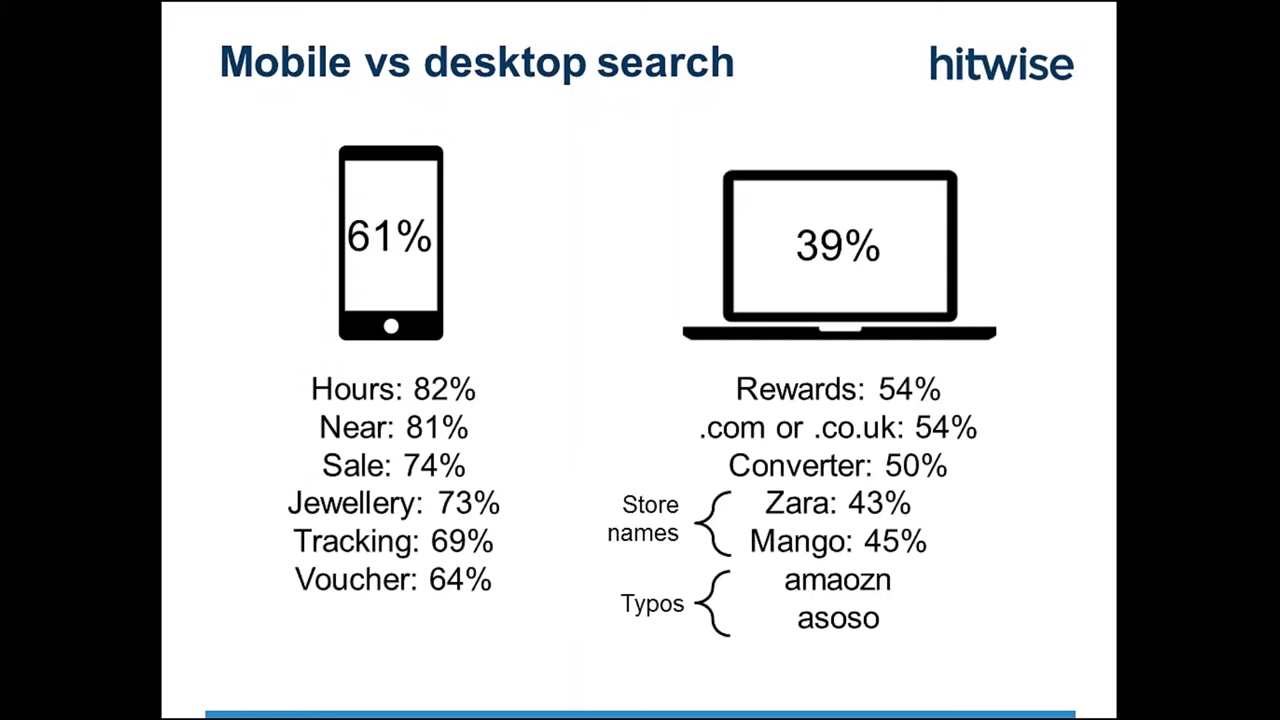 Mobile vs desktop search
hitwise
61%
39%
Hours: 82%
Near: 81%
Sale: 74%
Jewellery: 73%
Tracking: 69%
Voucher: 64%
Rewards: 54%
.com or .co.uk: 54%
Converter: 50%
Store
names
Zara: 43%
Mango: 45%
Typos
amaozn
asoso